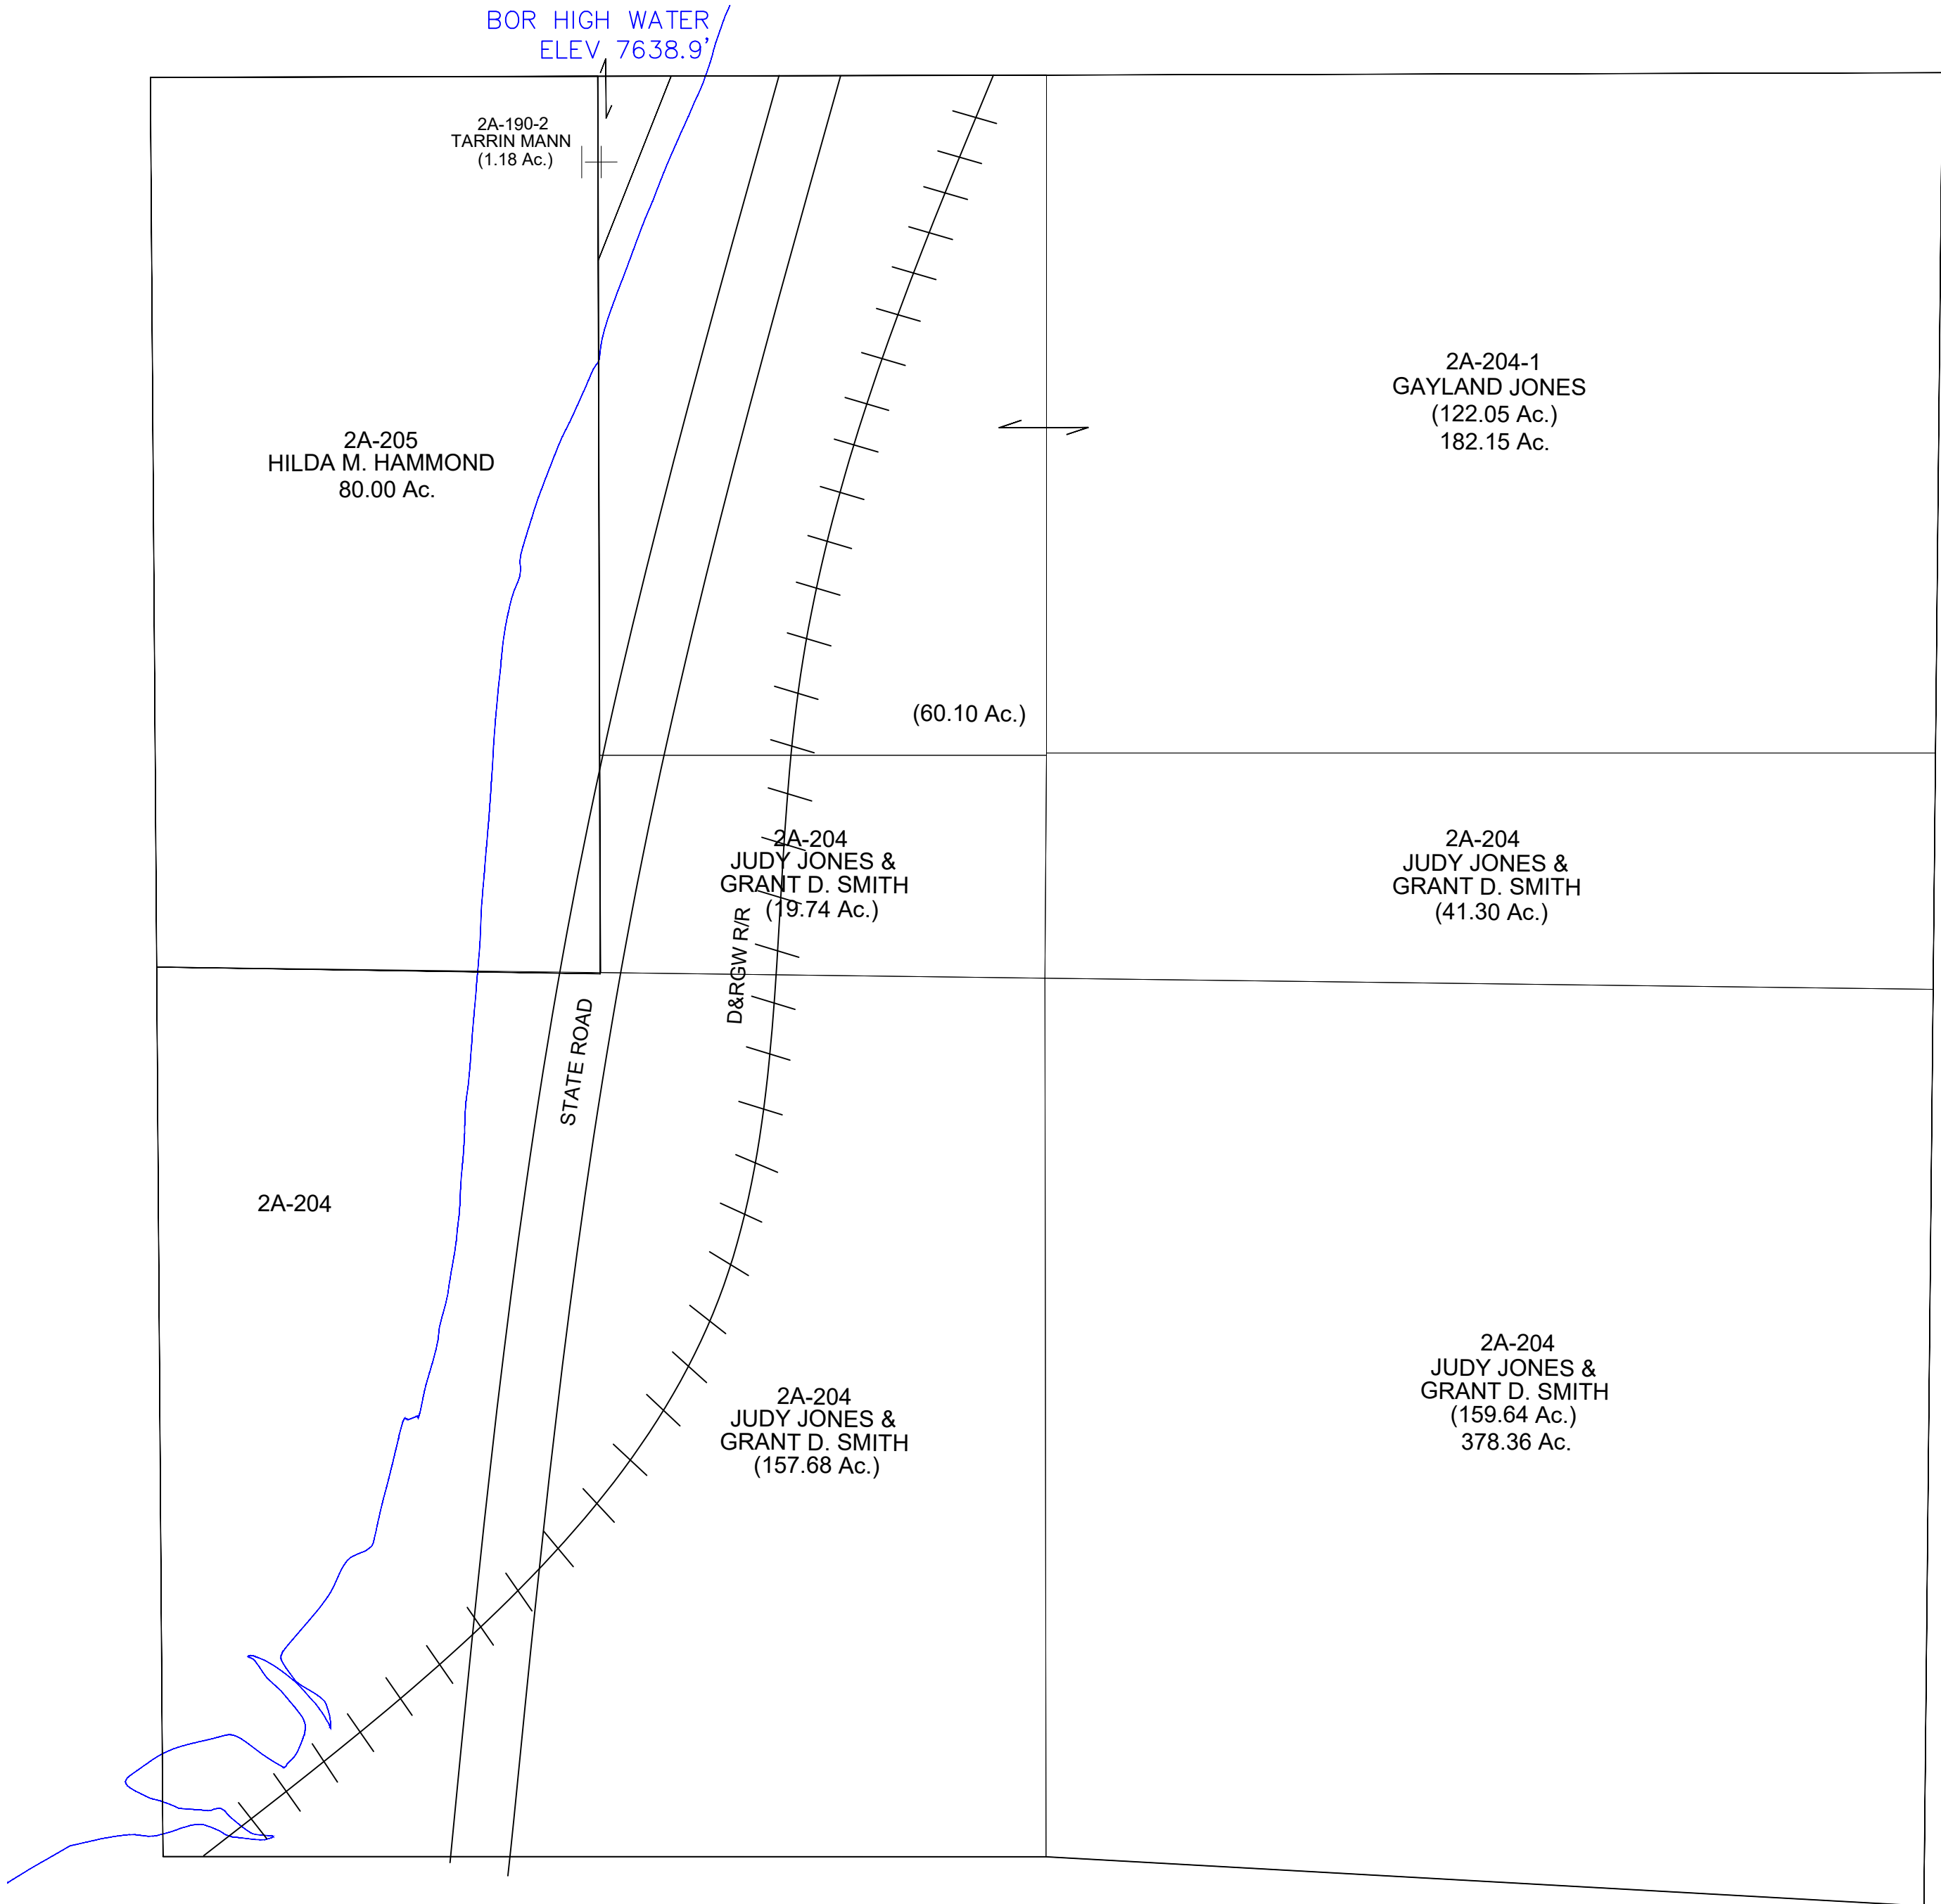 BOR HIGH WATER
ELEV 7638.9'
2A-190-2
TARRIN MANN
(1.18 Ac.)
2A-205
HILDA M. HAMMOND
80.00 Ac.
2A-204-1
GAYLAND JONES
(122.05 Ac.)
182.15 Ac.
(60.10 Ac.)
2A-204
JUDY JONES &
GRANT D. SMITH
(19.74 Ac.)
2A-204
JUDY JONES &
GRANT D. SMITH
(41.30 Ac.)
D&RGW R/R
STATE ROAD
2A-204
2A-204
JUDY JONES &
GRANT D. SMITH
(157.68 Ac.)
2A-204
JUDY JONES &
GRANT D. SMITH
(159.64 Ac.)
378.36 Ac.